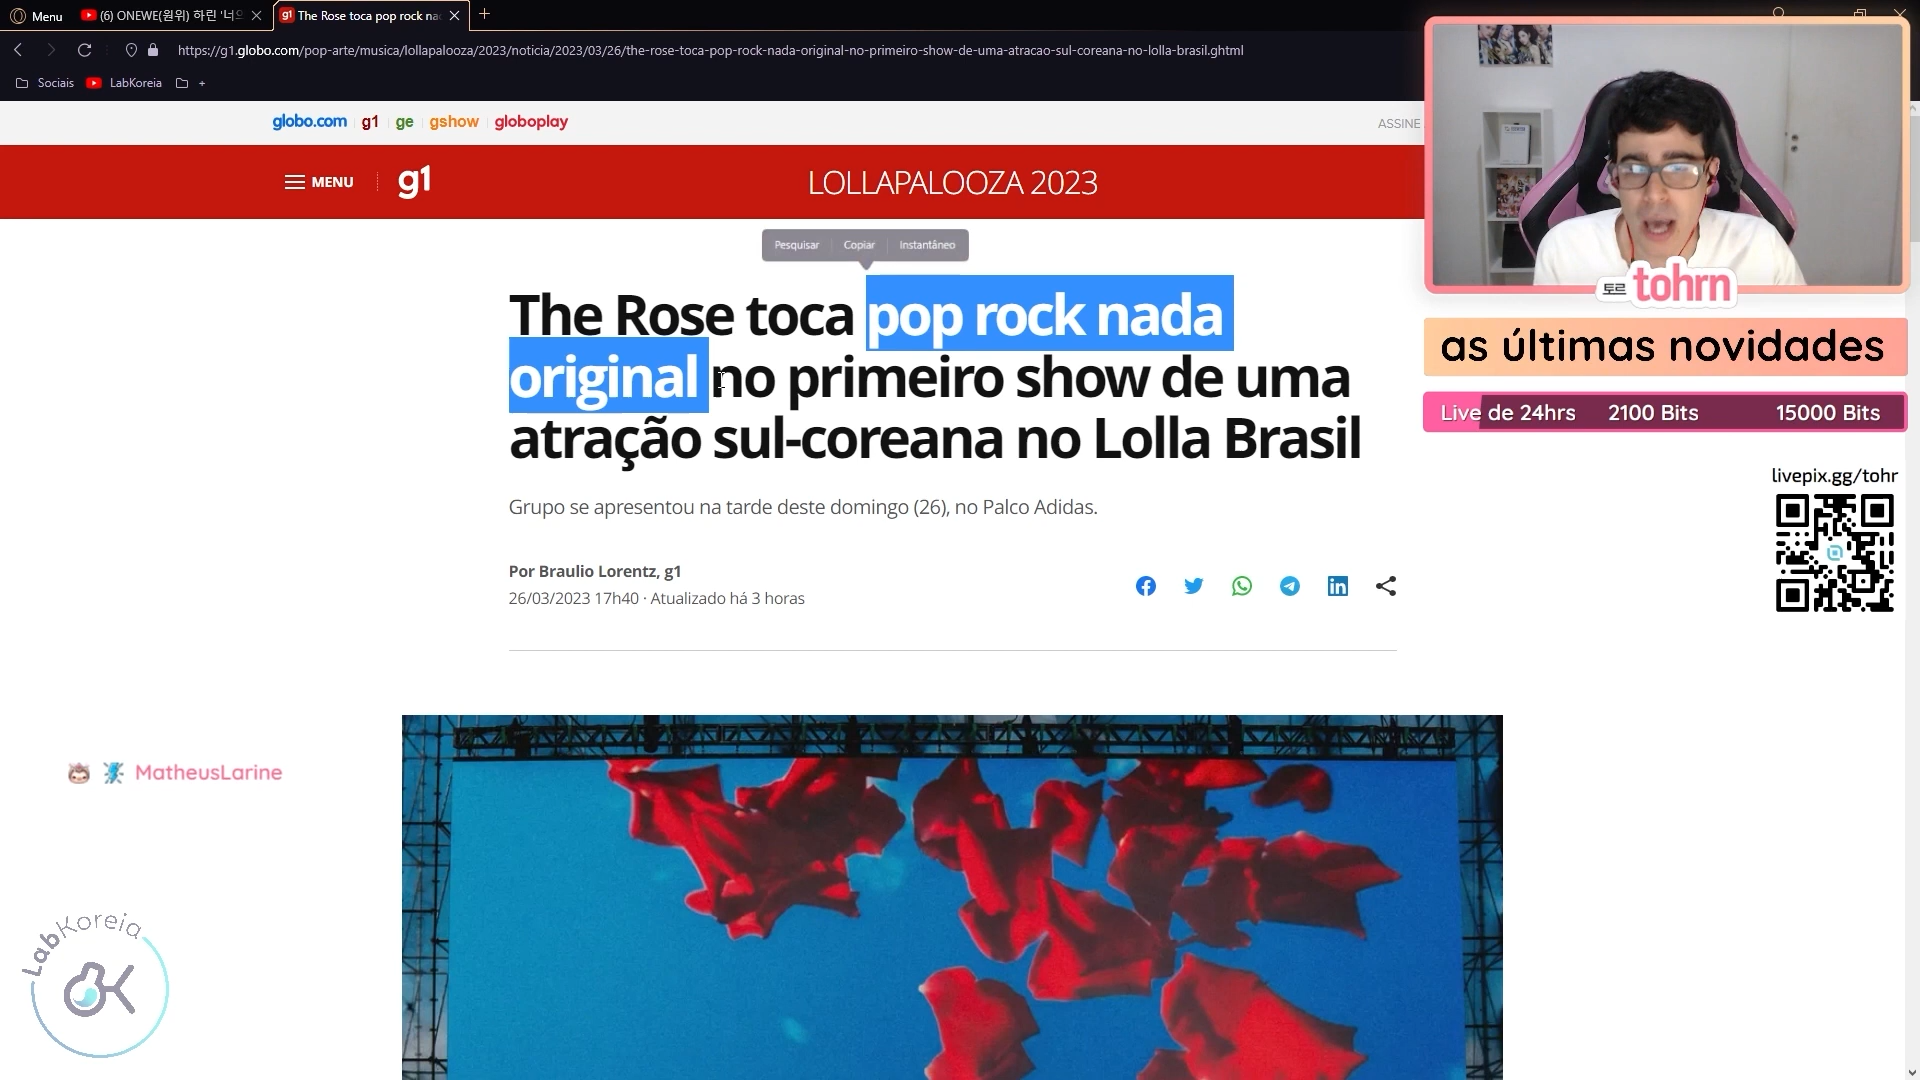 Menu
(6) ONEWE(원위) 하린 '너의
The Rose toca pop rock nad
https://g1.globo.com/pop-arte/musica/lollapalooza/2023/noticia/2023/03/26/the-rose-toca-pop-rock-nada-original-no-primeiro-show-de-uma-atracao-sul-coreana-no-lolla-brasil.ghtml
Sociais
LabKoreia
+
globo.com g1 ge gshow globoplay
ASSINE
MENU
g1
LOLLAPALOOZA 2023
Pesquisar Copiar Instantâneo
The Rose toca pop rock nada
original no primeiro show de uma
atração sul-coreana no Lolla Brasil
Grupo se apresentou na tarde deste domingo (26), no Palco Adidas.
Por Braulio Lorentz, g1
26/03/2023 17h40 · Atualizado há 3 horas
토르 tohrn
as últimas novidades
Live de 24hrs 2100 Bits 15000 Bits
livepix.gg/tohr
MatheusLarine
LabKoreia